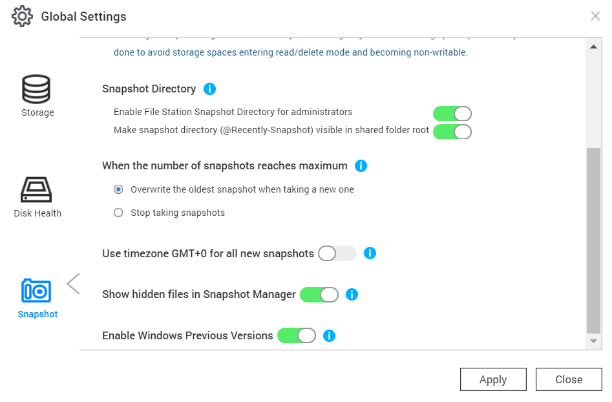 Global Settings
done to avoid storage spaces entering read/delete mode and becoming non-writable.
Storage
Disk Health
Snapshot
Snapshot Directory
Enable File Station Snapshot Directory for administrators
Make snapshot directory (@Recently-Snapshot) visible in shared folder root
When the number of snapshots reaches maximum
Overwrite the oldest snapshot when taking a new one
Stop taking snapshots
Use timezone GMT+0 for all new snapshots
Show hidden files in Snapshot Manager
Enable Windows Previous Versions
Apply
Close